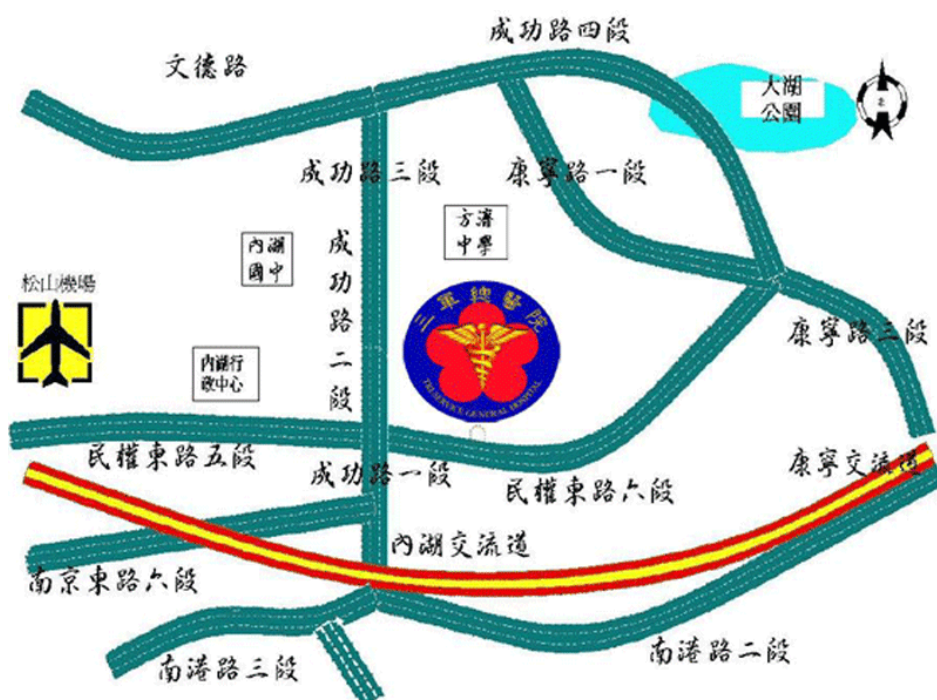 成功路四段
文德路
大湖
公園
北
成功路三段
康寧路一段
方濟
中學
內湖
國中
成功路二段
松山機場
三軍總醫院
TRI-SERVICE GENERAL HOSPITAL
康寧路三段
內湖行
政中心
民權東路五段
成功路一段
康寧交流道
民權東路六段
內湖交流道
南京東路六段
南港路三段
南港路二段